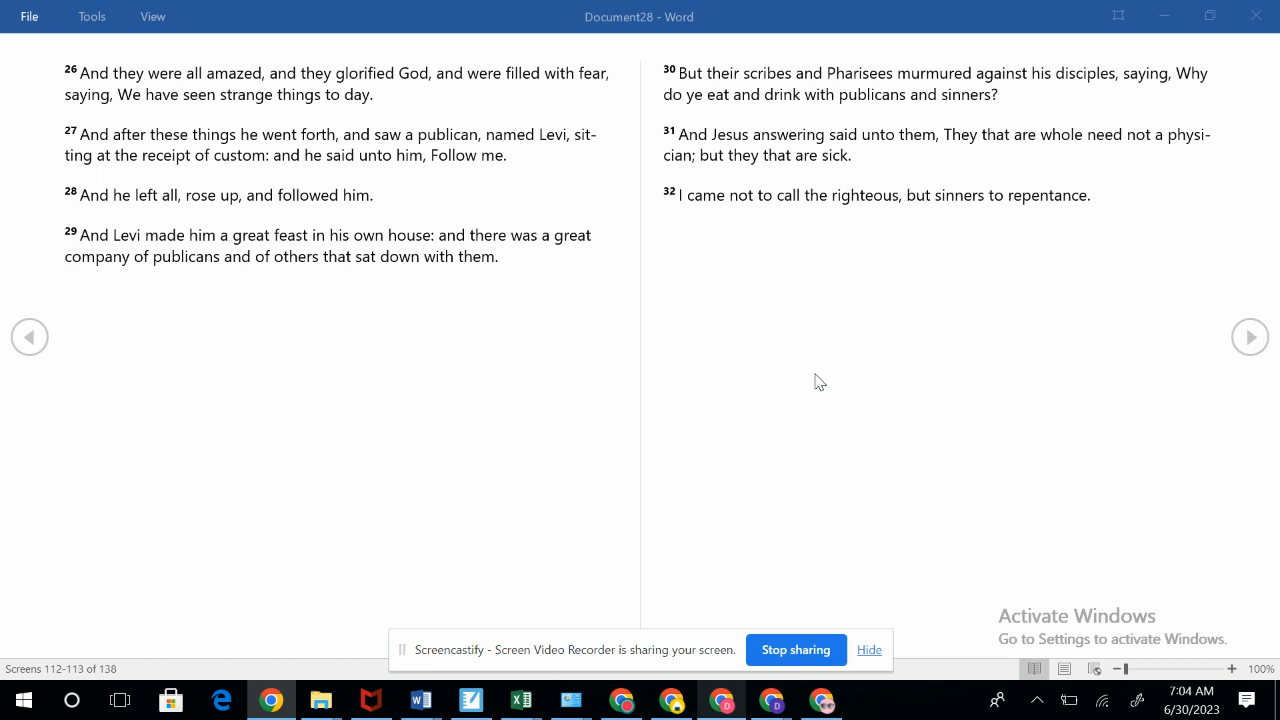 File Tools View Document28 - Word
26 And they were all amazed, and they glorified God, and were filled with fear,
saying, We have seen strange things to day.
27 And after these things he went forth, and saw a publican, named Levi, sit-
ting at the receipt of custom: and he said unto him, Follow me.
28 And he left all, rose up, and followed him.
29 And Levi made him a great feast in his own house: and there was a great
company of publicans and of others that sat down with them.
30 But their scribes and Pharisees murmured against his disciples, saying, Why
do ye eat and drink with publicans and sinners?
31 And Jesus answering said unto them, They that are whole need not a physi-
cian; but they that are sick.
32 I came not to call the righteous, but sinners to repentance.
Activate Windows
Go to Settings to activate Windows.
Screencastify - Screen Video Recorder is sharing your screen. Stop sharing Hide
Screens 112-113 of 138 100%
7:04 AM
6/30/2023